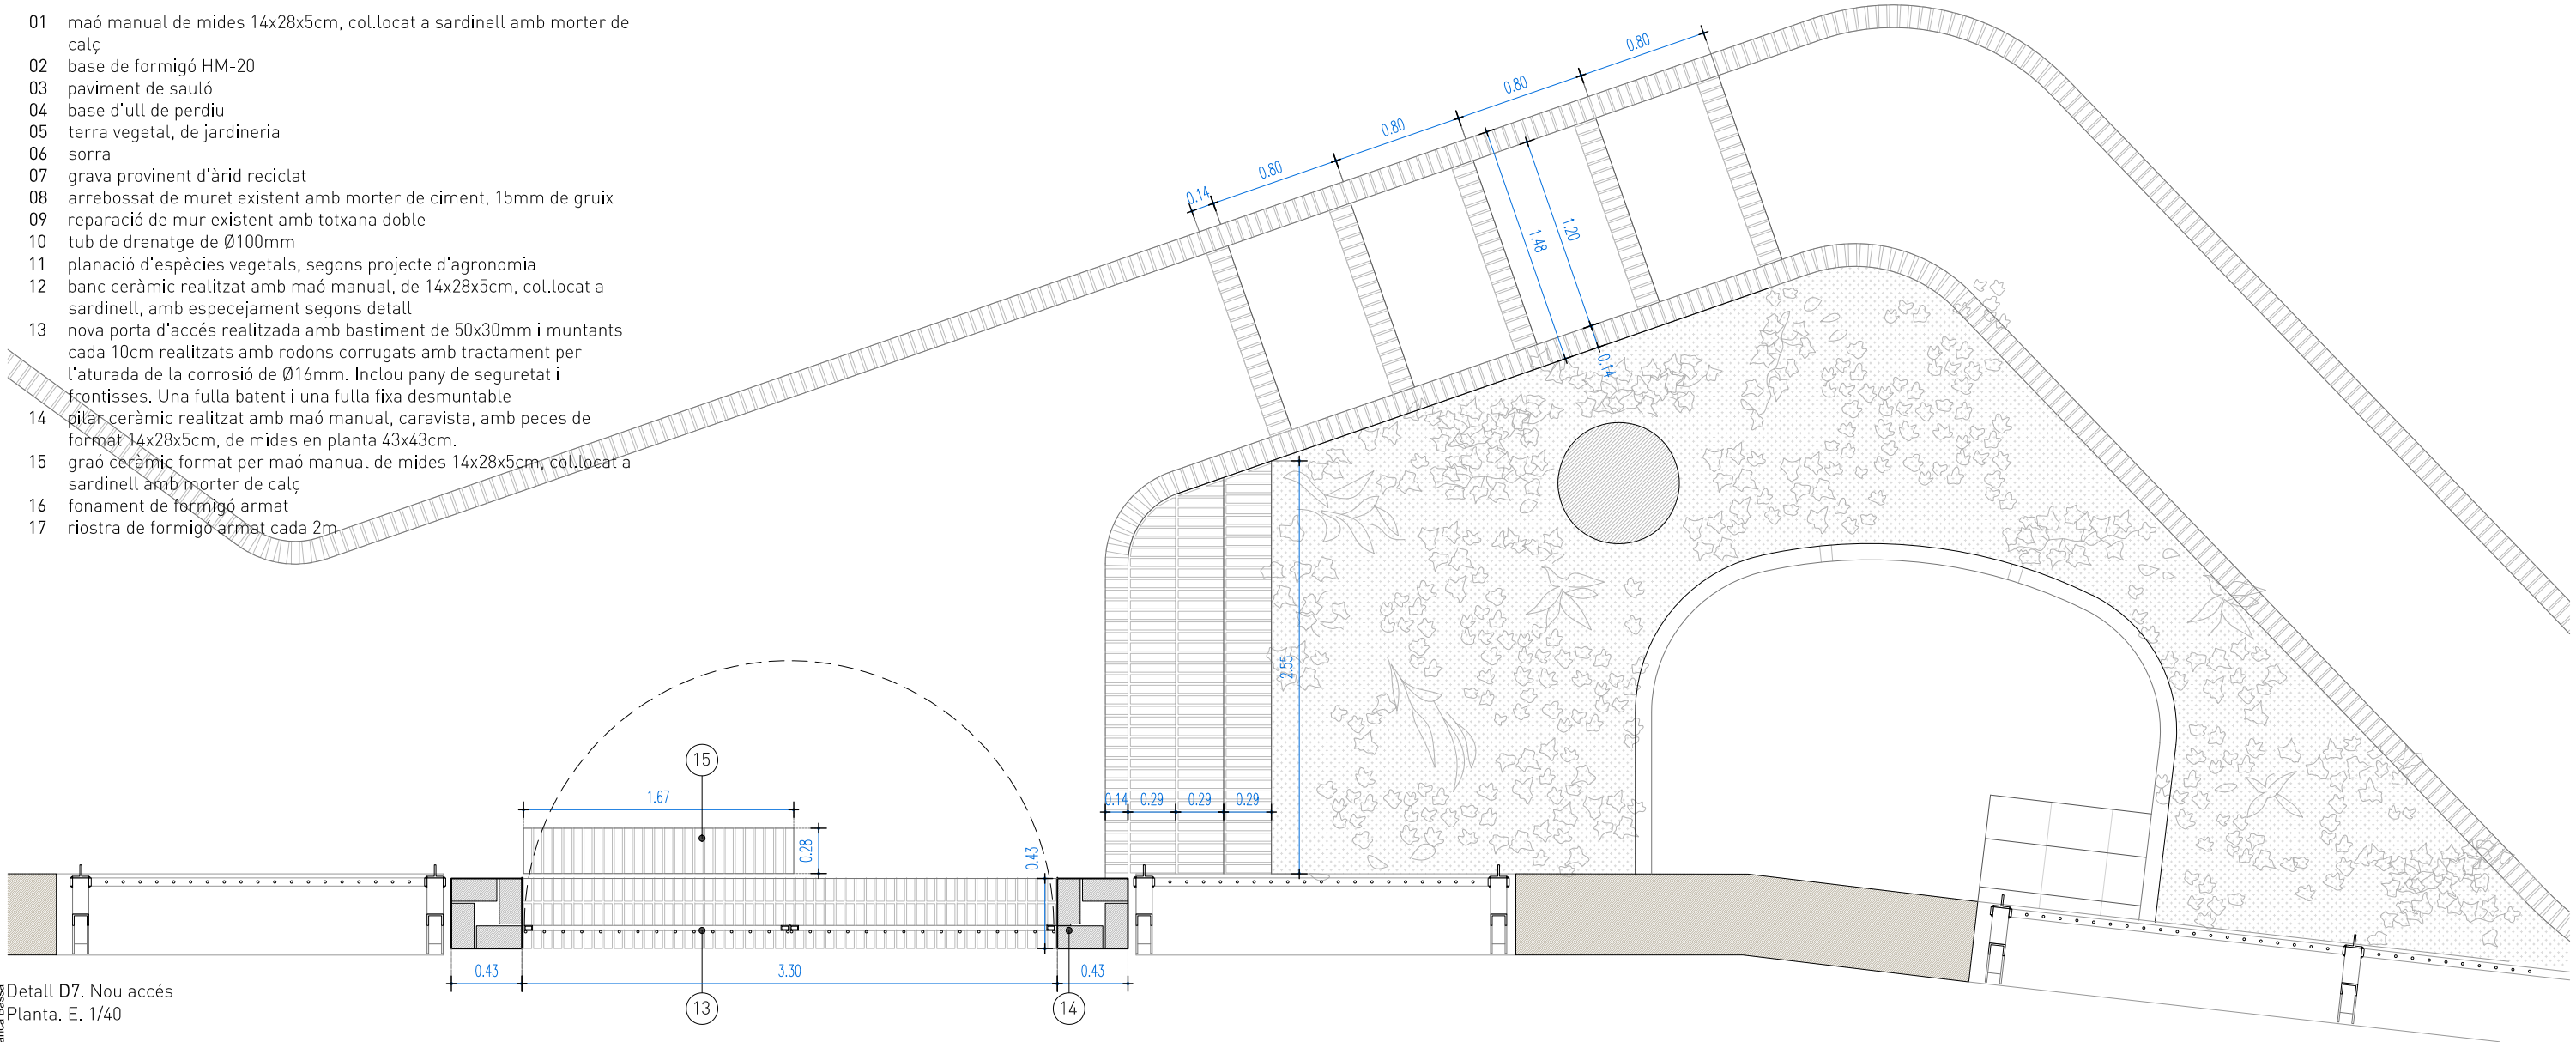 01 maó manual de mides 14x28x5cm, col.locat a sardinell amb morter de
calç
02 base de formigó HM-20
03 paviment de sauló
04 base d'ull de perdiu
05 terra vegetal, de jardineria
06 sorra
07 grava provinent d'àrid reciclat
08 arrebossat de muret existent amb morter de ciment, 15mm de gruix
09 reparació de mur existent amb totxana doble
10 tub de drenatge de Ø100mm
11 planació d'espècies vegetals, segons projecte d'agronomia
12 banc ceràmic realitzat amb maó manual, de 14x28x5cm, col.locat a
sardinell, amb especejament segons detall
13 nova porta d'accés realitzada amb bastiment de 50x30mm i muntants
cada 10cm realitzats amb rodons corrugats amb tractament per
l'aturada de la corrosió de Ø16mm. Inclou pany de seguretat i
frontisses. Una fulla batent i una fulla fixa desmuntable
14 pilar ceràmic realitzat amb maó manual, caravista, amb peces de
format 14x28x5cm, de mides en planta 43x43cm.
15 graó ceràmic format per maó manual de mides 14x28x5cm, col.locat a
sardinell amb morter de calç
16 fonament de formigó armat
17 riostra de formigó armat cada 2m
0.14
0.80
0.80
0.80
0.80
1.48
1.20
0.14
2.55
15
1.67
0.28
0.43
0.14
0.29
0.29
0.29
0.43
3.30
0.43
13
14
Detall D7. Nou accés
Planta. E. 1/40